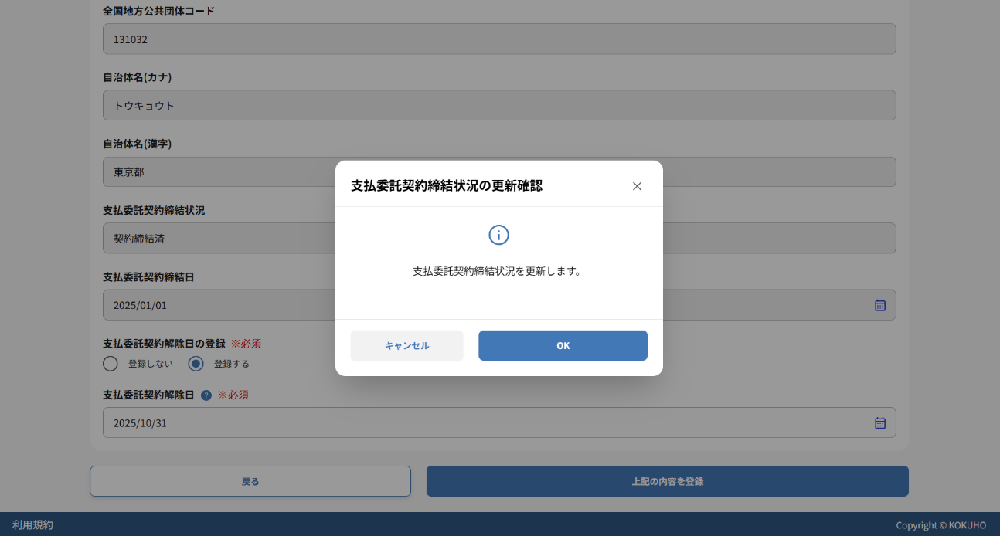 全国地方公共団体コード
131032
自治体名(カナ)
トウキョウト
自治体名(漢字)
東京都
支払委託契約締結状況
契約締結済
支払委託契約締結日
2025/01/01
支払委託契約解除日の登録 ※必須
登録しない 登録する
支払委託契約解除日 ? ※必須
2025/10/31
支払委託契約締結状況の更新確認
支払委託契約締結状況を更新します。
キャンセル OK
戻る 上記の内容を登録
利用規約 Copyright © KOKUHO